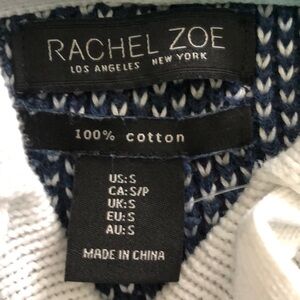 RACHEL ZOE
LOS ANGELES NEW YORK
100% cotton
US:S
CA:S/P
UK:S
EU:S
AU:S
MADE IN CHINA